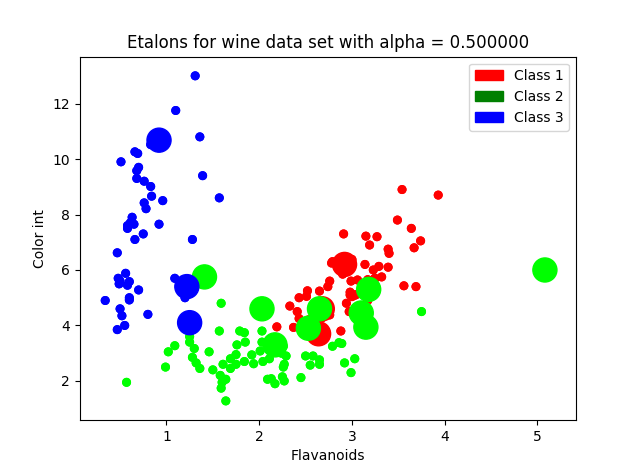 Etalons for wine data set with alpha = 0.500000
Class 1
Class 2
Class 3
12
10
8
6
4
2
Color int
1 2 3 4 5
Flavanoids